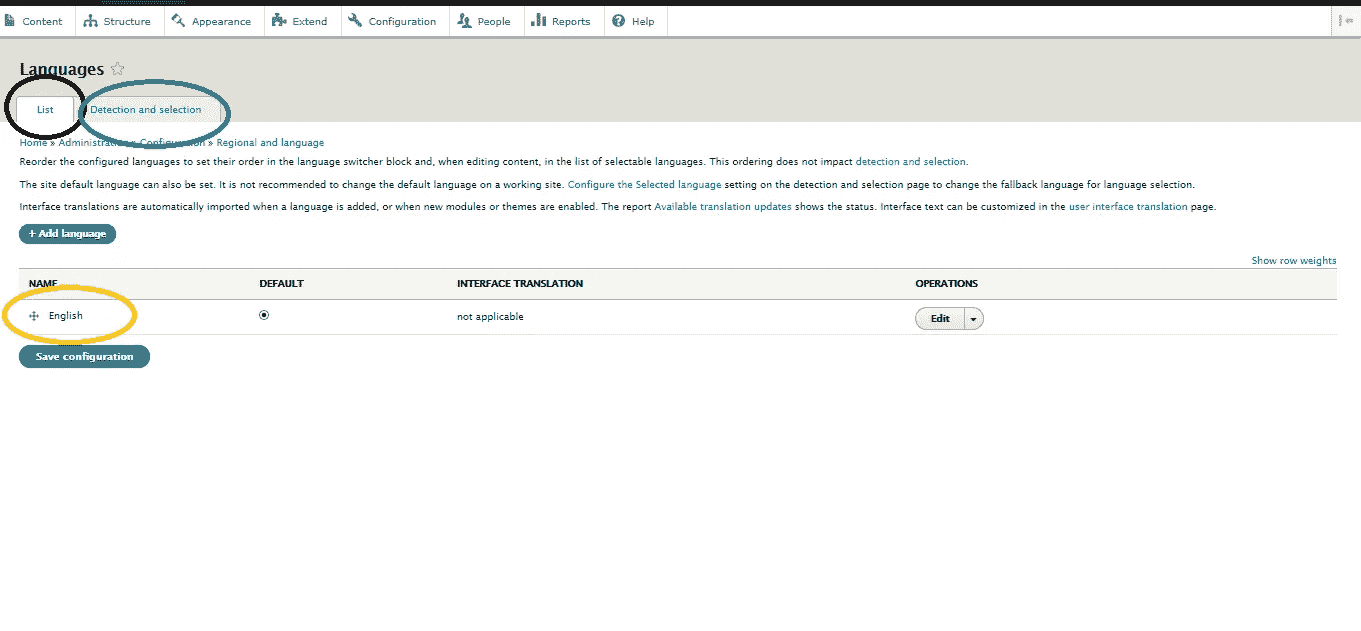 Content Structure Appearance Extend Configuration People Reports Help
Languages
List Detection and selection
Home » Administration » Configuration » Regional and language
Reorder the configured languages to set their order in the language switcher block and, when editing content, in the list of selectable languages. This ordering does not impact detection and selection.
The site default language can also be set. It is not recommended to change the default language on a working site. Configure the Selected language setting on the detection and selection page to change the fallback language for language selection.
Interface translations are automatically imported when a language is added, or when new modules or themes are enabled. The report Available translation updates shows the status. Interface text can be customized in the user interface translation page.
+ Add language
Show row weights
NAME DEFAULT INTERFACE TRANSLATION OPERATIONS
English not applicable Edit
Save configuration